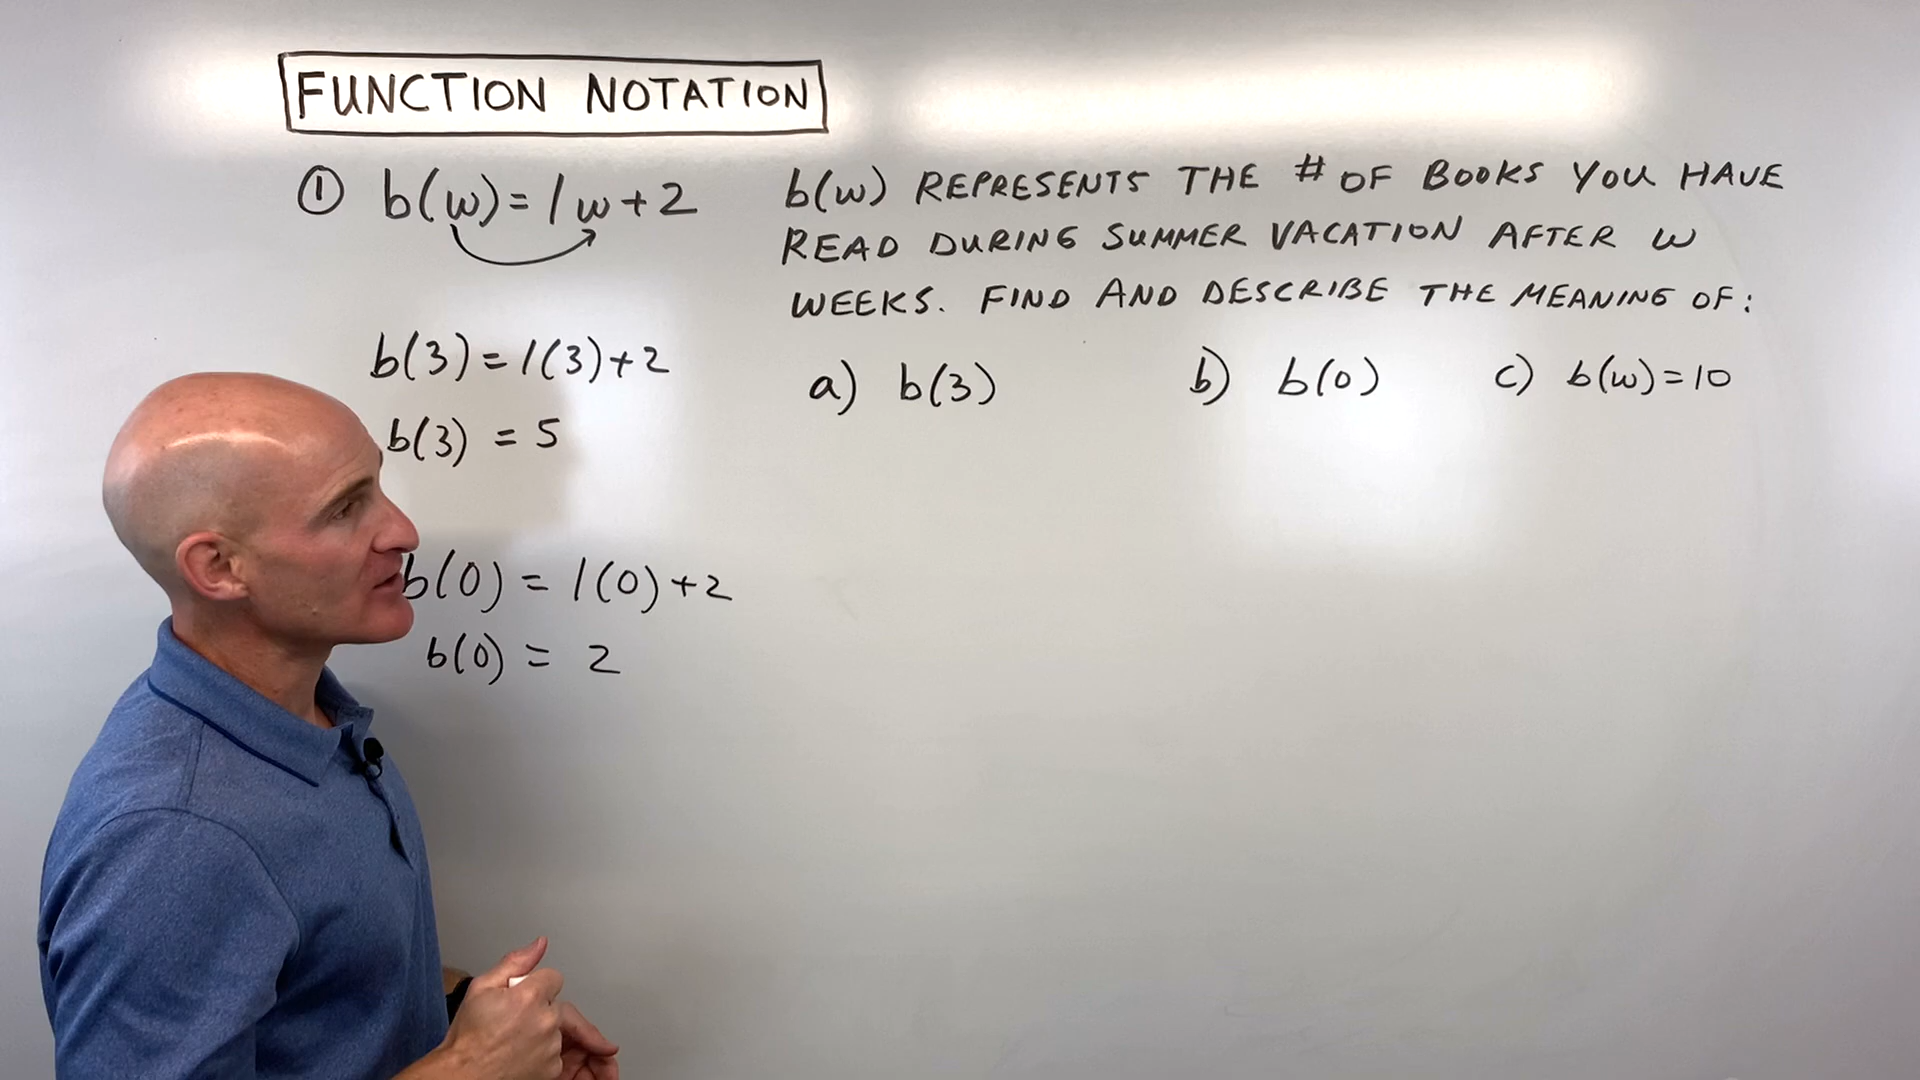 FUNCTION NOTATION
① b(w)=1w+2
b(w) REPRESENTS THE # OF BOOKS YOU HAVE
READ DURING SUMMER VACATION AFTER W
WEEKS. FIND AND DESCRIBE THE MEANING OF:
a) b(3) b) b(0) c) b(w)=10
b(3)=1(3)+2
b(3) = 5
b(0) = 1(0)+2
b(0) = 2